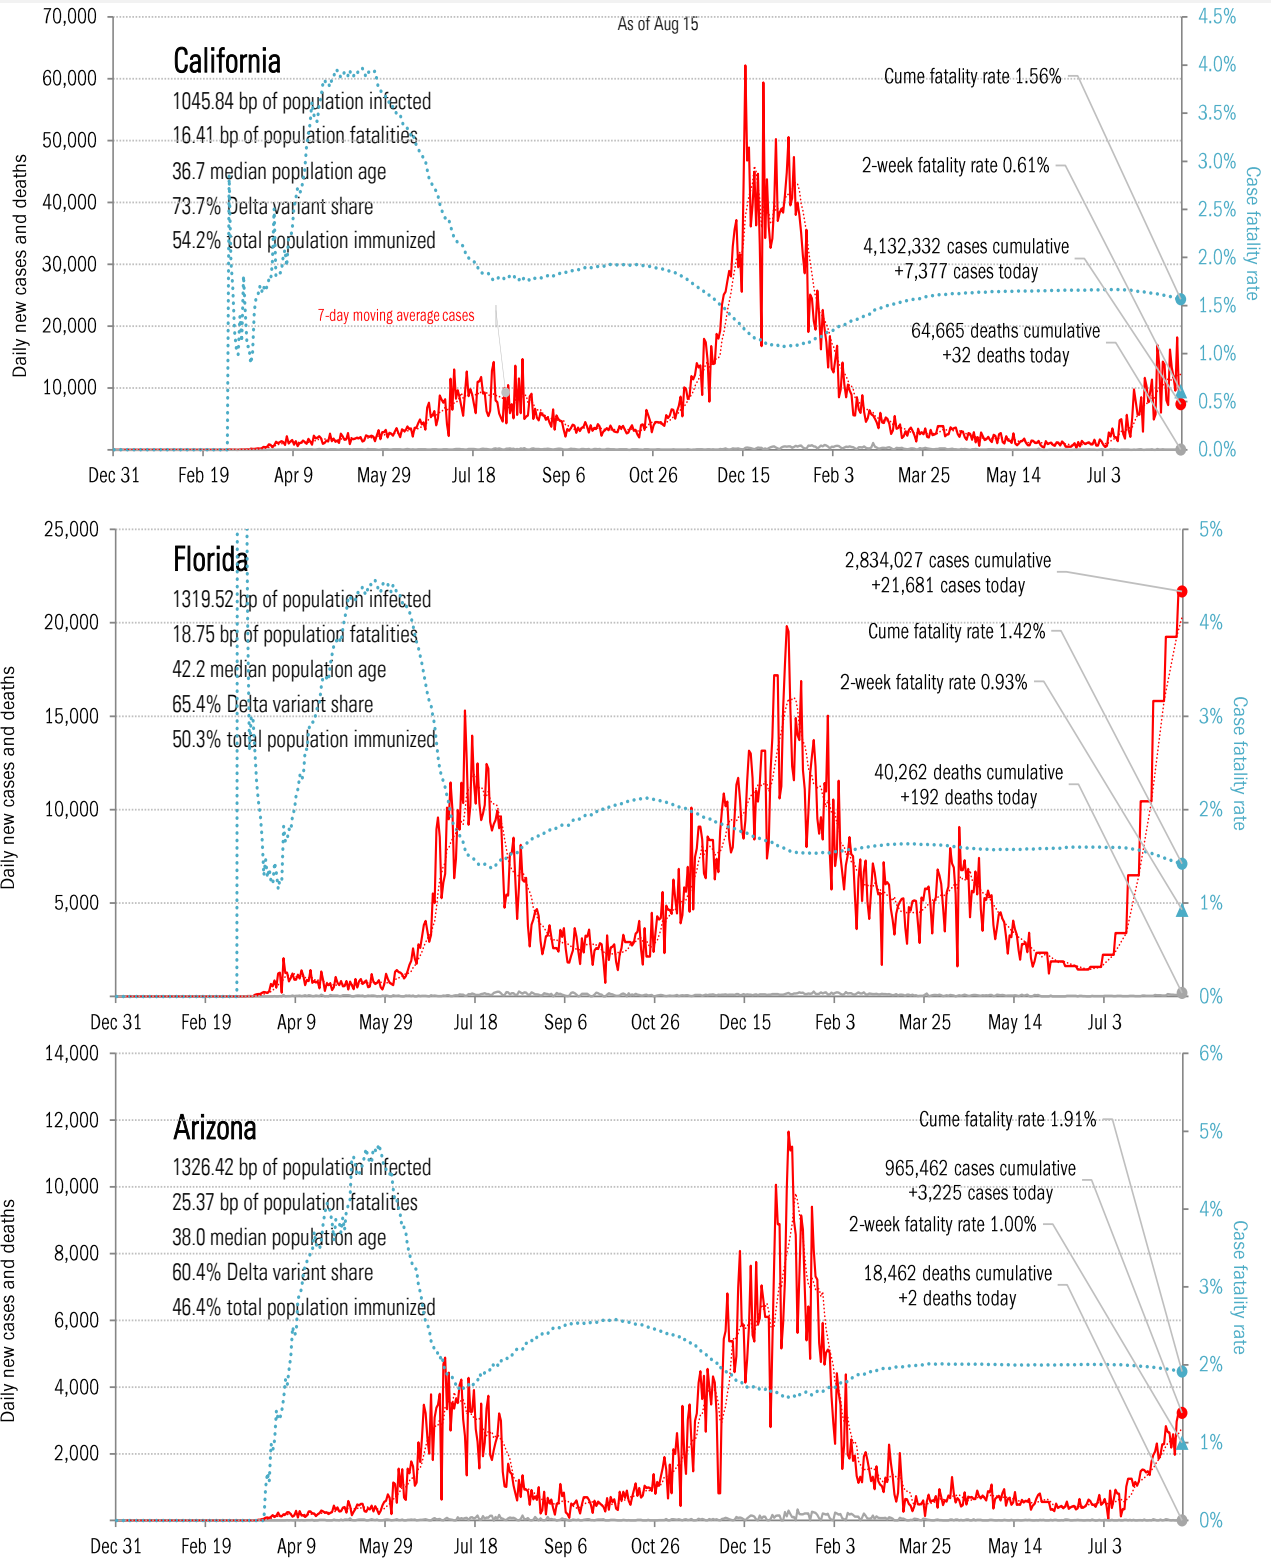 As of Aug 15
70,000
60,000
50,000
40,000
30,000
20,000
10,000
Daily new cases and deaths
California
1045.84 bp of population infected
16.41 bp of population fatalities
36.7 median population age
73.7% Delta variant share
54.2% total population immunized
7-day moving average cases
Cume fatality rate 1.56%
2-week fatality rate 0.61%
4,132,332 cases cumulative
+7,377 cases today
64,665 deaths cumulative
+32 deaths today
4.5%
4.0%
3.5%
3.0%
2.5%
2.0%
1.5%
1.0%
0.5%
0.0%
Case fatality rate
Dec 31 Feb 19 Apr 9 May 29 Jul 18 Sep 6 Oct 26 Dec 15 Feb 3 Mar 25 May 14 Jul 3
25,000
20,000
15,000
10,000
5,000
Daily new cases and deaths
Florida
1319.52 bp of population infected
18.75 bp of population fatalities
42.2 median population age
65.4% Delta variant share
50.3% total population immunized
2,834,027 cases cumulative
+21,681 cases today
Cume fatality rate 1.42%
2-week fatality rate 0.93%
40,262 deaths cumulative
+192 deaths today
5%
4%
3%
2%
1%
0%
Case fatality rate
Dec 31 Feb 19 Apr 9 May 29 Jul 18 Sep 6 Oct 26 Dec 15 Feb 3 Mar 25 May 14 Jul 3
14,000
12,000
10,000
8,000
6,000
4,000
2,000
Daily new cases and deaths
Arizona
1326.42 bp of population infected
25.37 bp of population fatalities
38.0 median population age
60.4% Delta variant share
46.4% total population immunized
Cume fatality rate 1.91%
965,462 cases cumulative
+3,225 cases today
2-week fatality rate 1.00%
18,462 deaths cumulative
+2 deaths today
6%
5%
4%
3%
2%
1%
0%
Case fatality rate
Dec 31 Feb 19 Apr 9 May 29 Jul 18 Sep 6 Oct 26 Dec 15 Feb 3 Mar 25 May 14 Jul 3